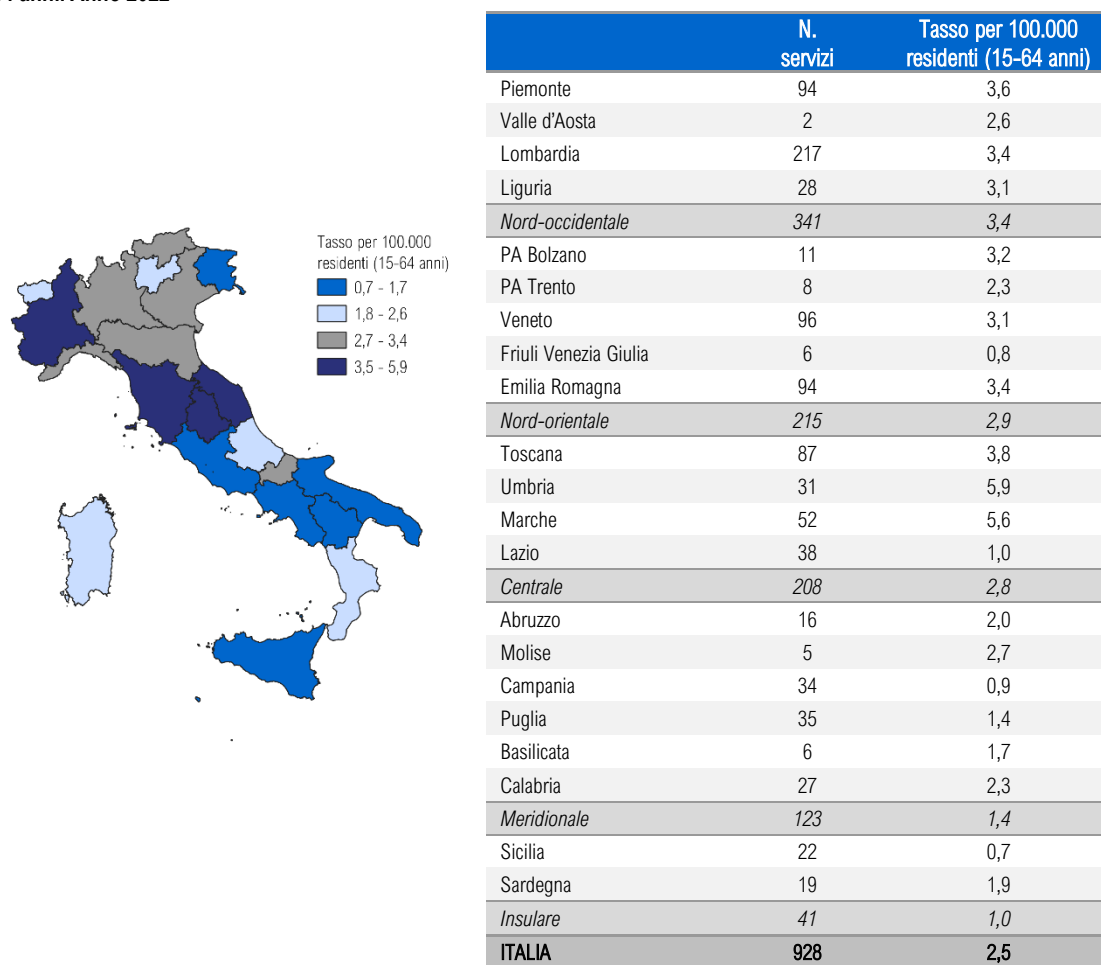 Tasso per 100.000
residenti (15-64 anni)
0,7 - 1,7
1,8 - 2,6
2,7 - 3,4
3,5 - 5,9
N. servizi Tasso per 100.000 residenti (15-64 anni)
Piemonte 94 3,6
Valle d'Aosta 2 2,6
Lombardia 217 3,4
Liguria 28 3,1
Nord-occidentale 341 3,4
PA Bolzano 11 3,2
PA Trento 8 2,3
Veneto 96 3,1
Friuli Venezia Giulia 6 0,8
Emilia Romagna 94 3,4
Nord-orientale 215 2,9
Toscana 87 3,8
Umbria 31 5,9
Marche 52 5,6
Lazio 38 1,0
Centrale 208 2,8
Abruzzo 16 2,0
Molise 5 2,7
Campania 34 0,9
Puglia 35 1,4
Basilicata 6 1,7
Calabria 27 2,3
Meridionale 123 1,4
Sicilia 22 0,7
Sardegna 19 1,9
Insulare 41 1,0
ITALIA 928 2,5